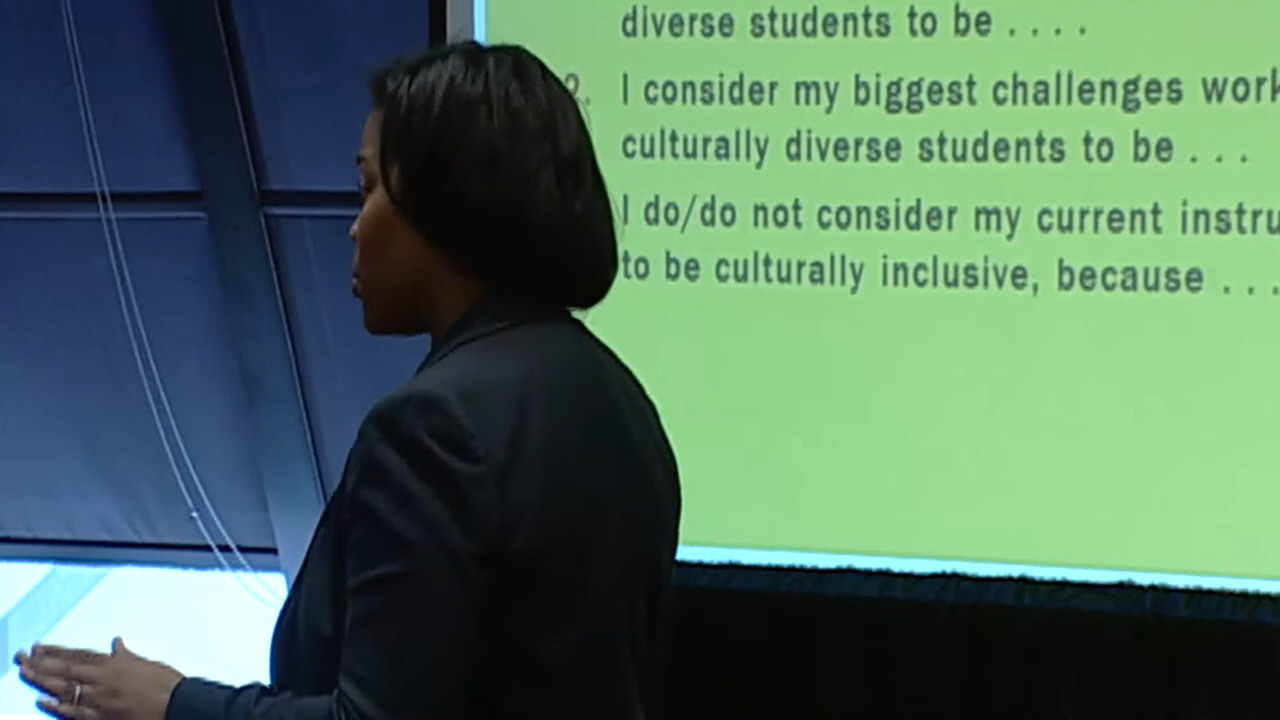 diverse students to be . . . .
2. I consider my biggest challenges work
culturally diverse students to be . . .
I do/do not consider my current instru
to be culturally inclusive, because . . .